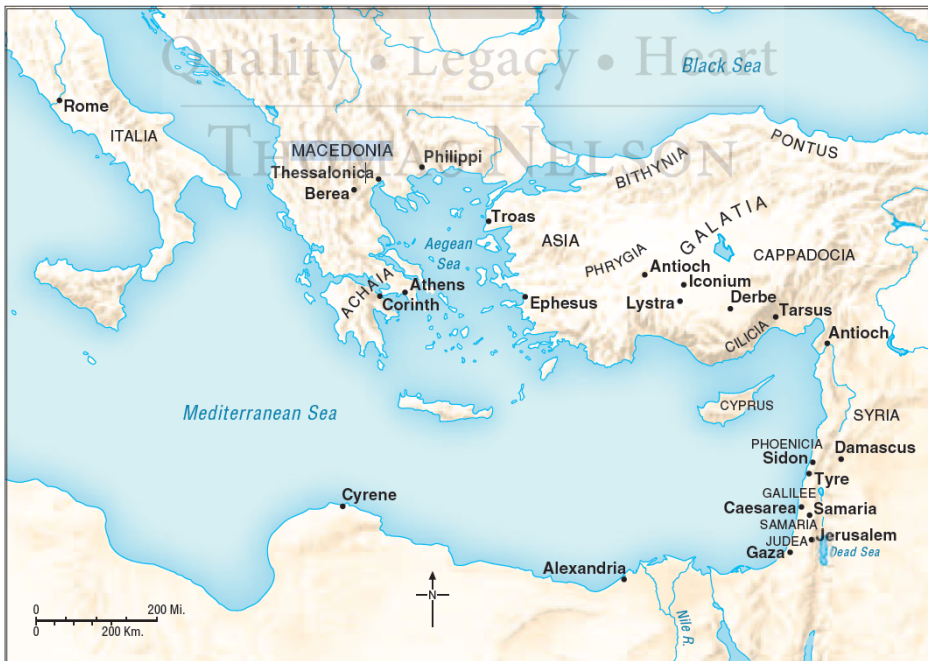 Quality • Legacy • Heart
THOMAS NELSON
Black Sea
Rome
ITALIA
MACEDONIA
Philippi
Thessalonica
Berea
BITHYNIA
PONTUS
Troas
Aegean
Sea
ASIA
GALATIA
PHRYGIA
CAPPADOCIA
Antioch
Iconium
ACHAIA
Athens
Corinth
Ephesus
Lystra
Derbe
Tarsus
CILICIA
Antioch
Mediterranean Sea
CYPRUS
SYRIA
PHOENICIA
Damascus
Sidon
Tyre
GALILEE
Cyrene
Caesarea
Samaria
SAMARIA
Jerusalem
JUDEA
Gaza
Dead Sea
Alexandria
N
Nile R.
0 200 Mi.
0 200 Km.